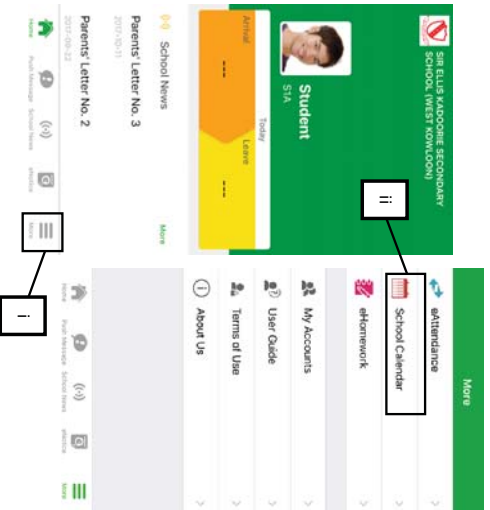 SIR ELLIS KADOORIE SECONDARY
SCHOOL (WEST KOWLOON)
Student
S1A
Today
Arrival
Leave
---
---
School News
More
Parents' Letter No. 3
2017-10-11
Parents' Letter No. 2
2017-09-22
Home
Push Message
School News
eNotice
More
i
ii
More
eAttendance
School Calendar
eHomework
My Accounts
User Guide
Terms of Use
About Us
Home
Push Message
School News
eNotice
More